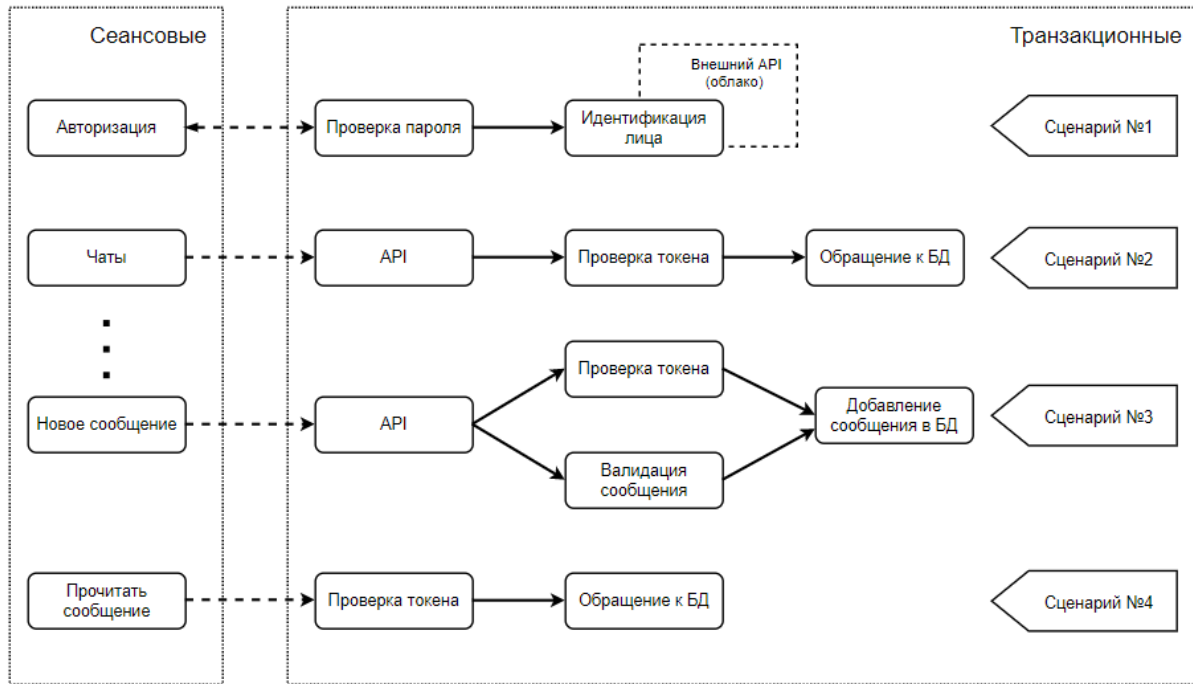 Сеансовые
Транзакционные
Внешний API
(облако)
Авторизация
Проверка пароля
Идентификация
лица
Сценарий №1
Чаты
API
Проверка токена
Обращение к БД
Сценарий №2
Новое сообщение
API
Проверка токена
Валидация
сообщения
Добавление
сообщения в БД
Сценарий №3
Прочитать
сообщение
Проверка токена
Обращение к БД
Сценарий №4